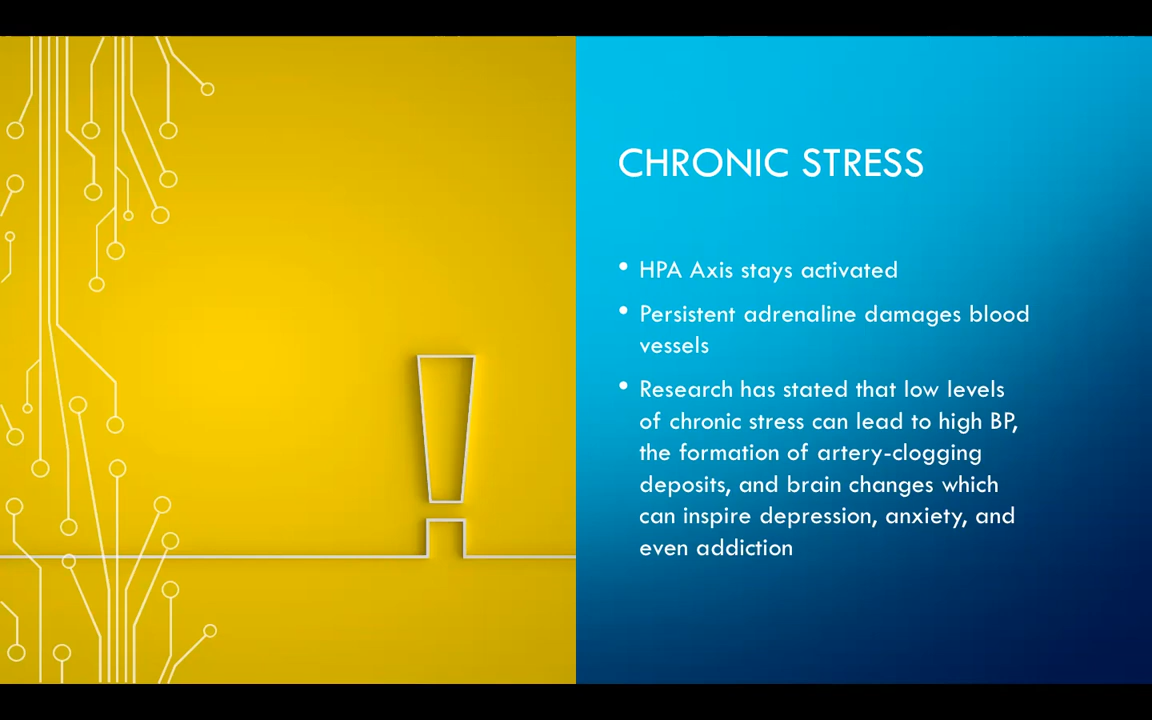 CHRONIC STRESS
• HPA Axis stays activated
• Persistent adrenaline damages blood
vessels
• Research has stated that low levels
of chronic stress can lead to high BP,
the formation of artery-clogging
deposits, and brain changes which
can inspire depression, anxiety, and
even addiction